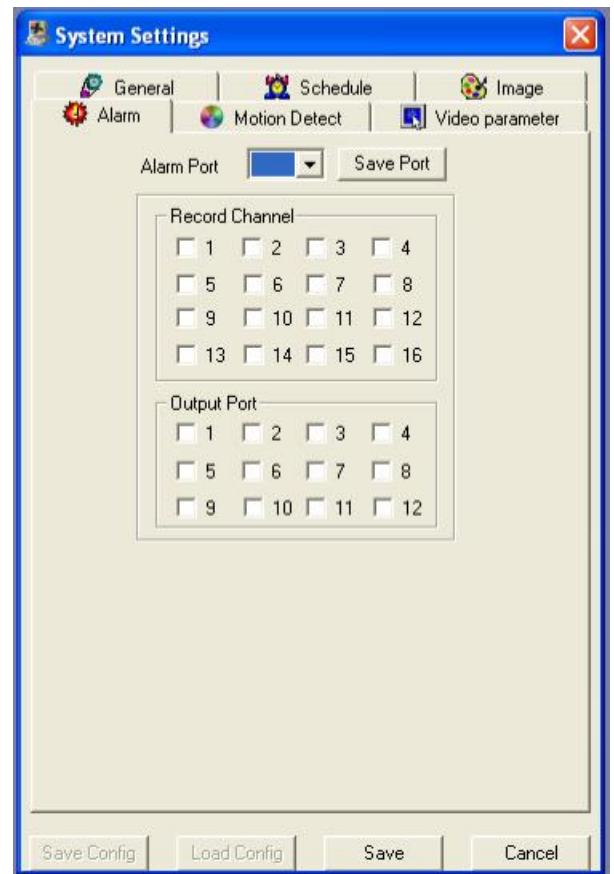 System Settings
General Schedule Image
Alarm Motion Detect Video parameter
Alarm Port Save Port
Record Channel
1 2 3 4
5 6 7 8
9 10 11 12
13 14 15 16
Output Port
1 2 3 4
5 6 7 8
9 10 11 12
Save Config Load Config Save Cancel